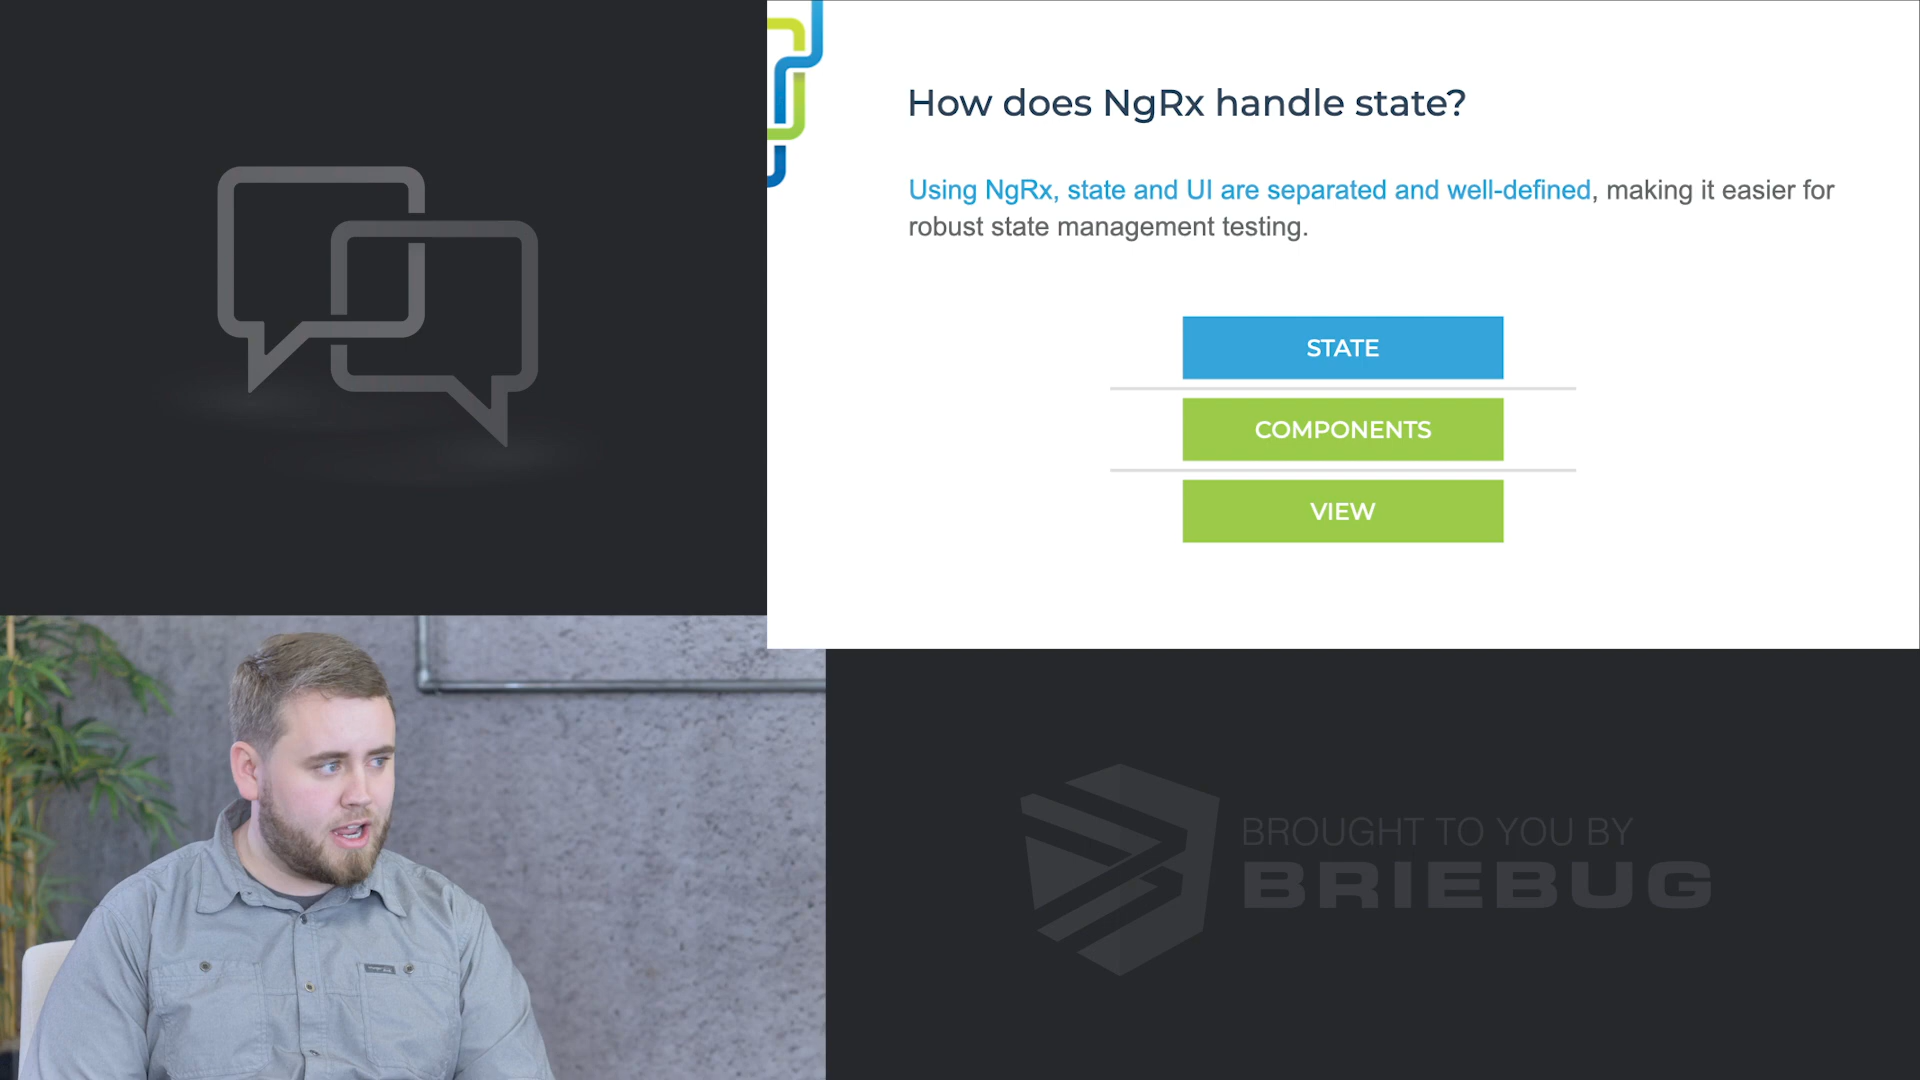 How does NgRx handle state?
Using NgRx, state and UI are separated and well-defined, making it easier for
robust state management testing.
STATE
COMPONENTS
VIEW
BROUGHT TO YOU BY
BRIEBUG